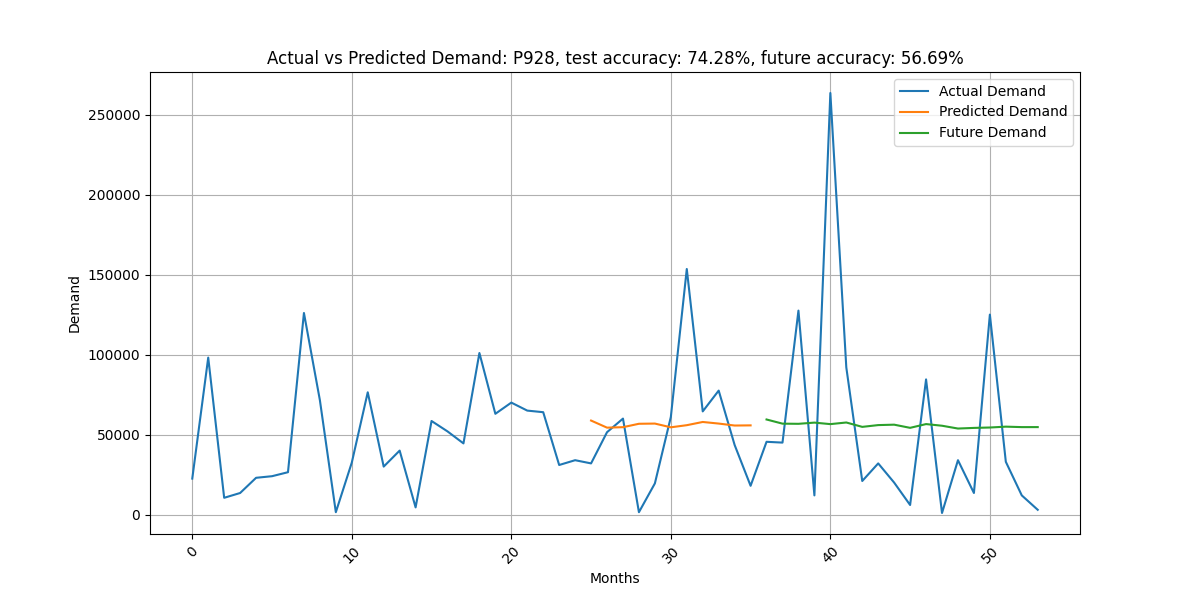 Actual vs Predicted Demand: P928, test accuracy: 74.28%, future accuracy: 56.69%
Actual Demand
Predicted Demand
Future Demand
250000
200000
150000
100000
50000
0
Demand
0
10
20
30
40
50
Months